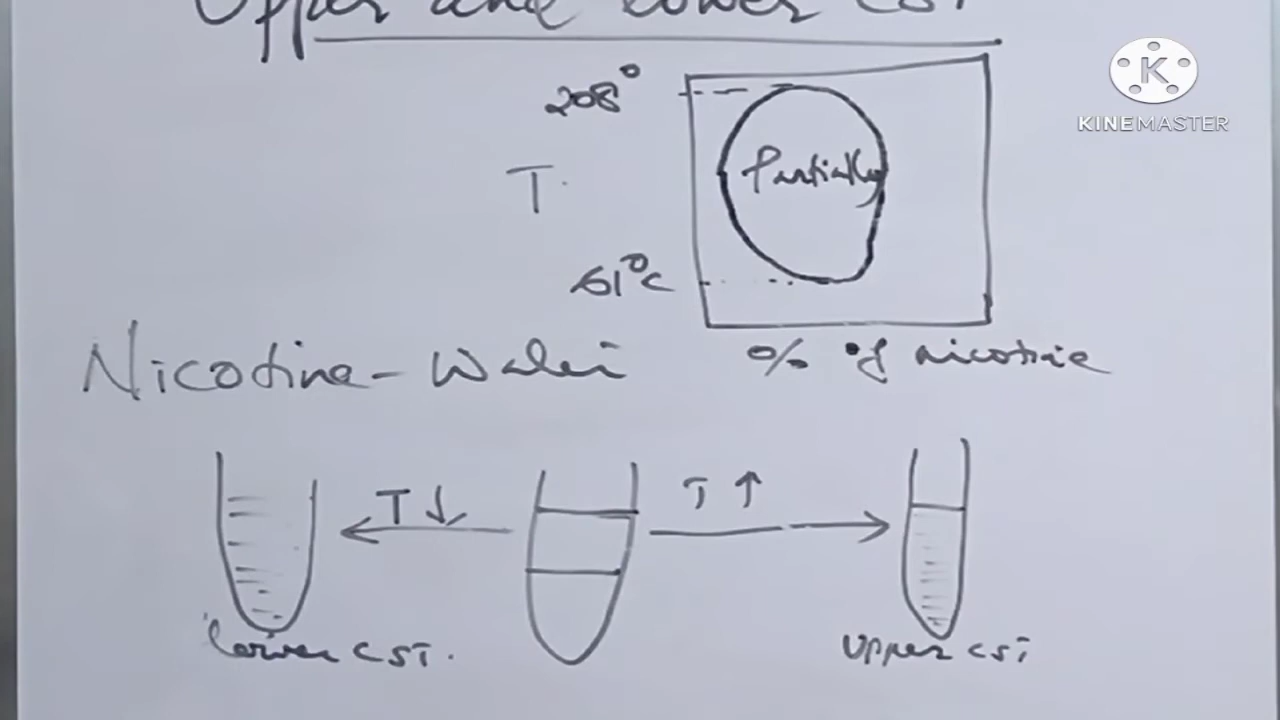 Upper and lower CST
208°
Partially
T
61°C
Nicotine - Water
% of nicotine
T ↓
T ↑
lower CST.
Upper CST
K
KINEMASTER